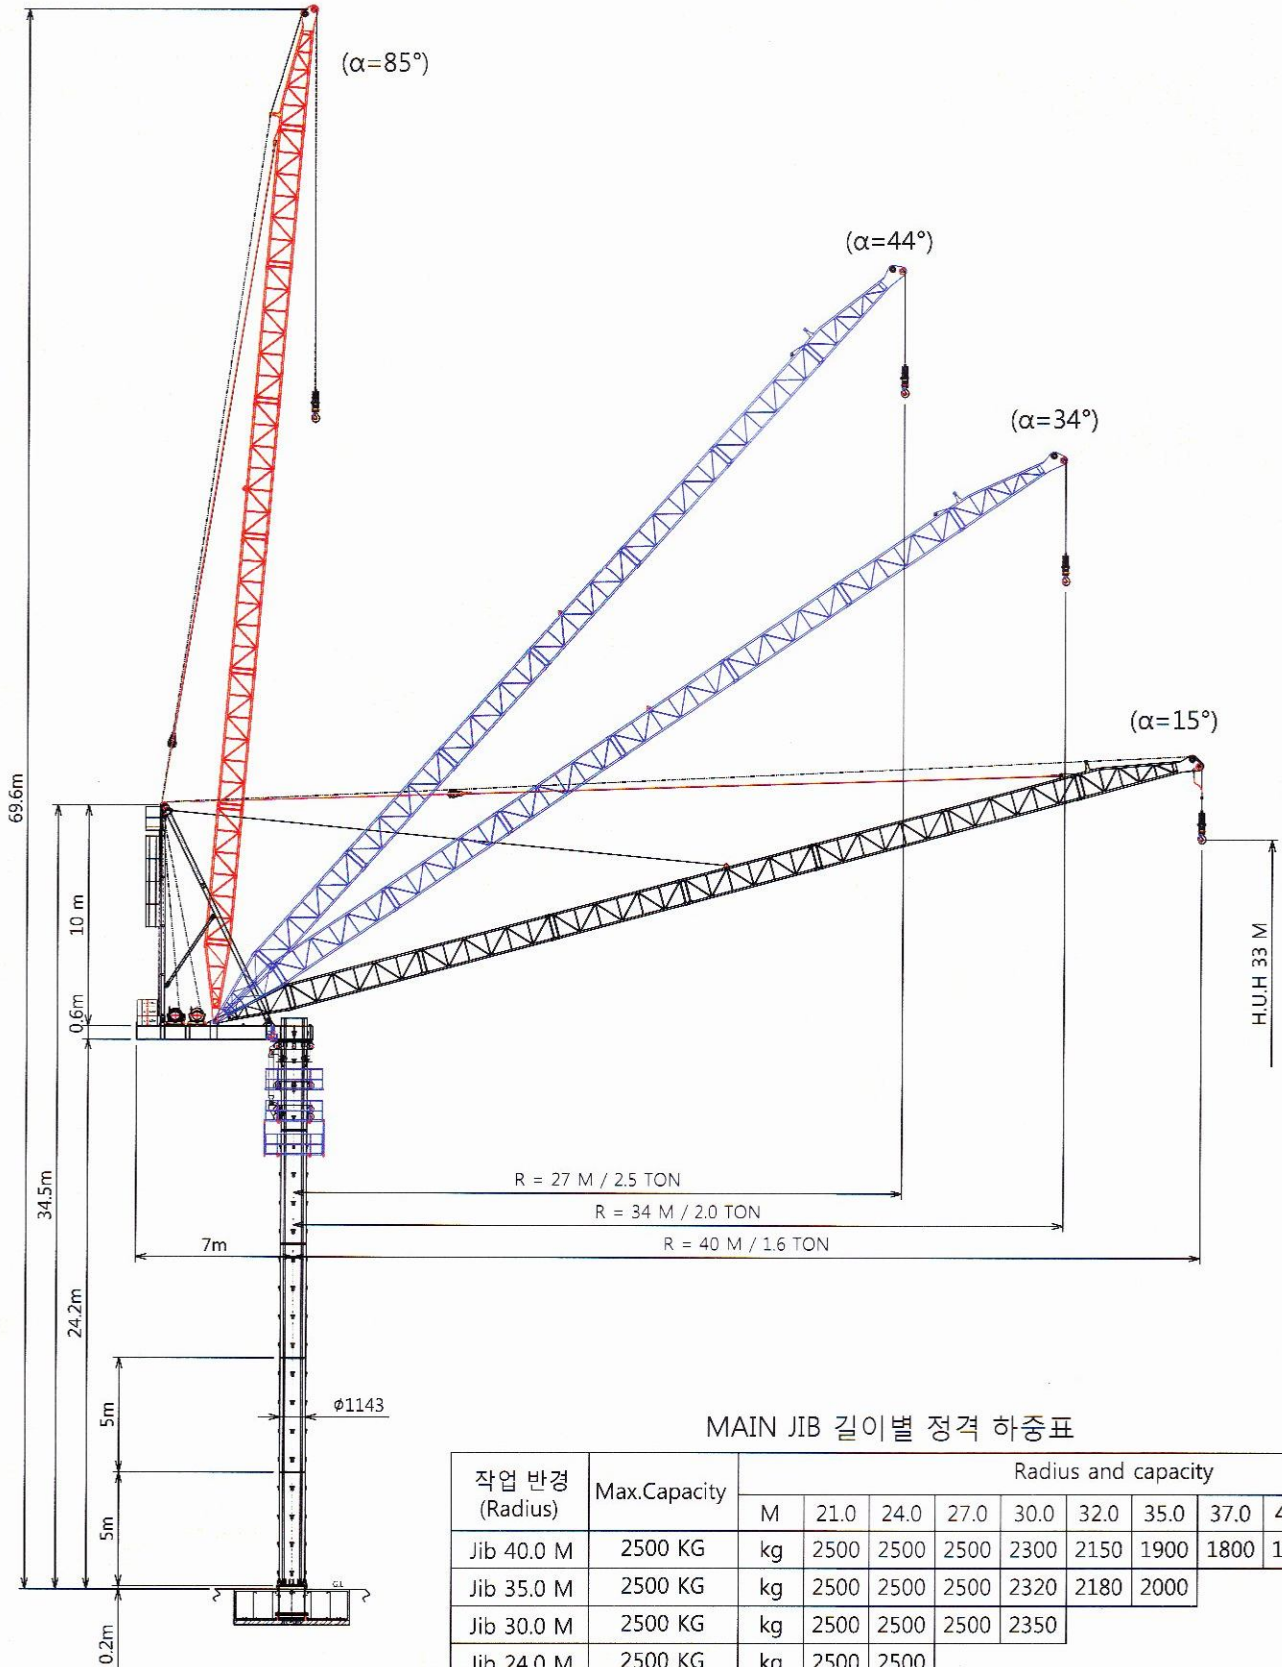 (α=85°)
(α=44°)
(α=34°)
(α=15°)
69.6m
10 m
0.6m
H.U.H 33 M
34.5m
24.2m
R = 27 M / 2.5 TON
R = 34 M / 2.0 TON
R = 40 M / 1.6 TON
7m
5m
ø1143
5m
G.L
0.2m
MAIN JIB 길이별 정격 하중표
작업 반경 (Radius) Max.Capacity Radius and capacity
M 21.0 24.0 27.0 30.0 32.0 35.0 37.0
Jib 40.0 M 2500 KG kg 2500 2500 2500 2300 2150 1900 1800
Jib 35.0 M 2500 KG kg 2500 2500 2500 2320 2180 2000
Jib 30.0 M 2500 KG kg 2500 2500 2500 2350
Jib 24.0 M 2500 KG kg 2500 2500